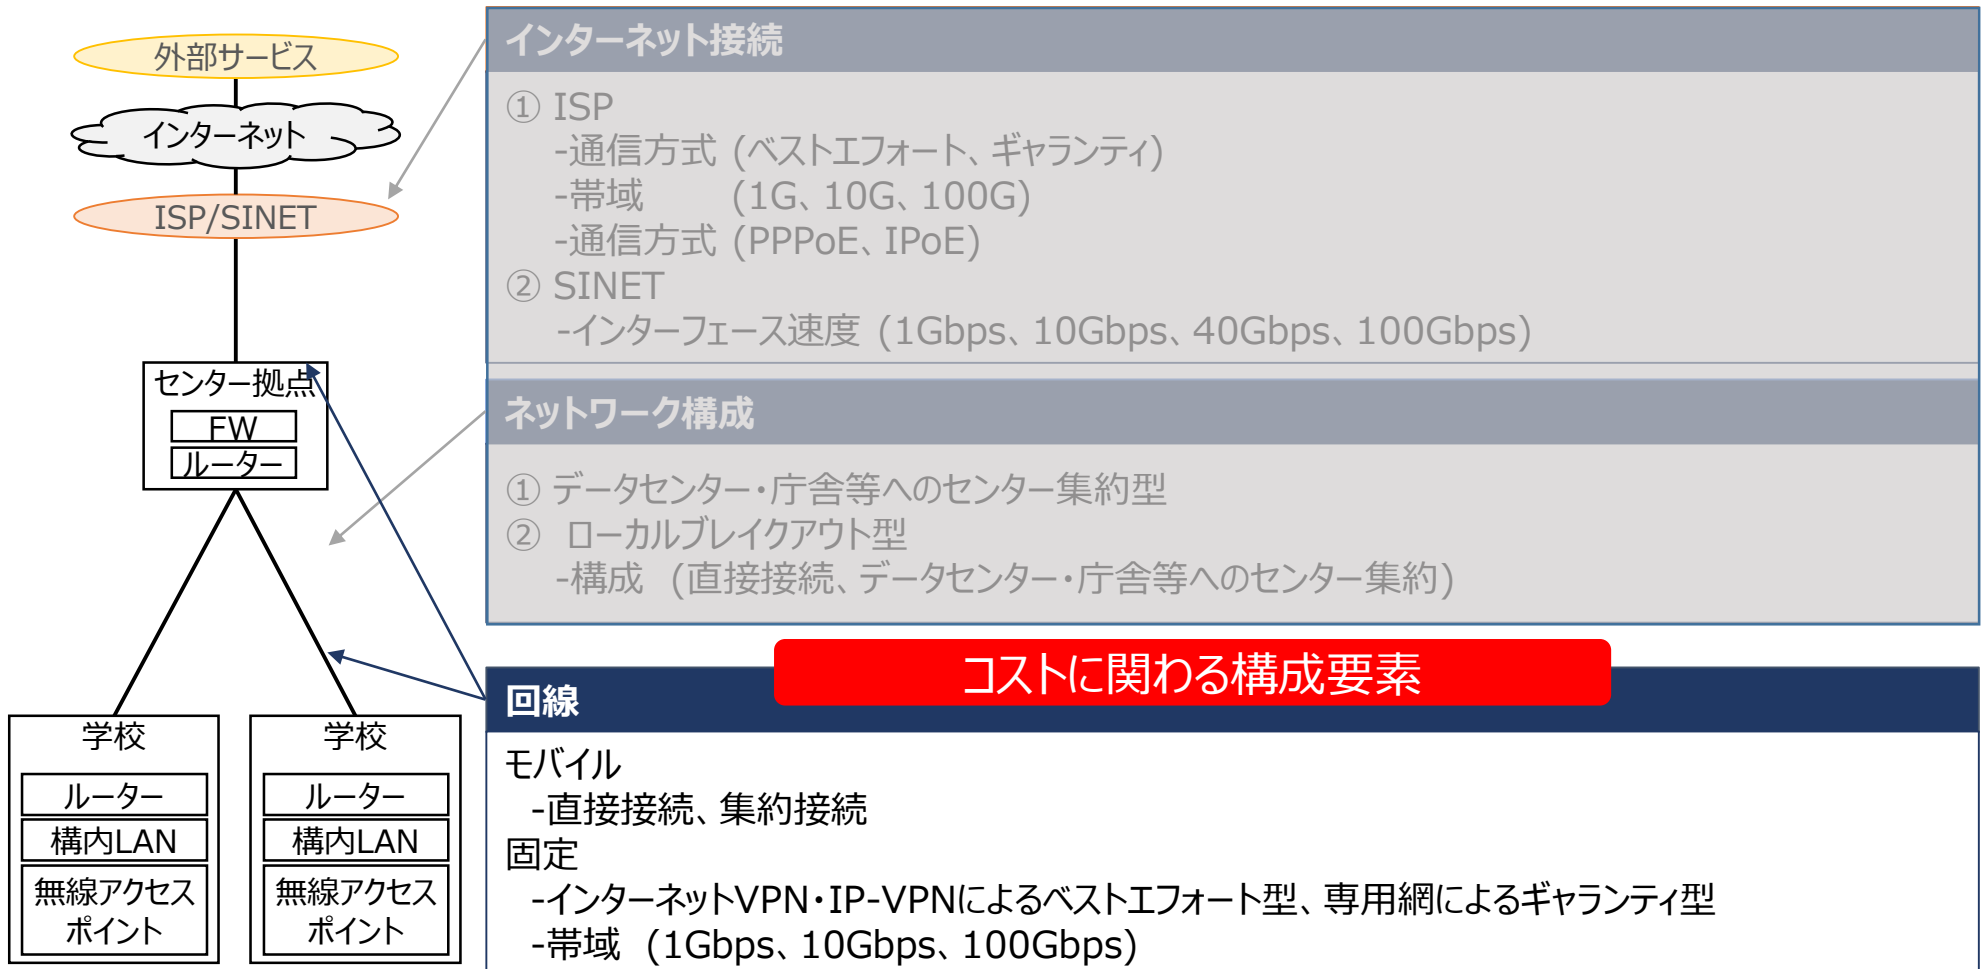 外部サービス
インターネット
ISP/SINET
センター拠点
FW
ルーター
学校
ルーター
構内LAN
無線アクセス
ポイント
学校
ルーター
構内LAN
無線アクセス
ポイント
インターネット接続
① ISP
-通信方式 (ベストエフォート、ギャランティ)
-帯域 (1G、10G、100G)
-通信方式 (PPPoE、IPoE)
② SINET
-インターフェース速度 (1Gbps、10Gbps、40Gbps、100Gbps)
ネットワーク構成
① データセンター・庁舎等へのセンター集約型
② ローカルブレイクアウト型
-構成 (直接接続、データセンター・庁舎等へのセンター集約)
コストに関わる構成要素
回線
モバイル
-直接接続、集約接続
固定
-インターネットVPN・IP-VPNによるベストエフォート型、専用網によるギャランティ型
-帯域 (1Gbps、10Gbps、100Gbps)